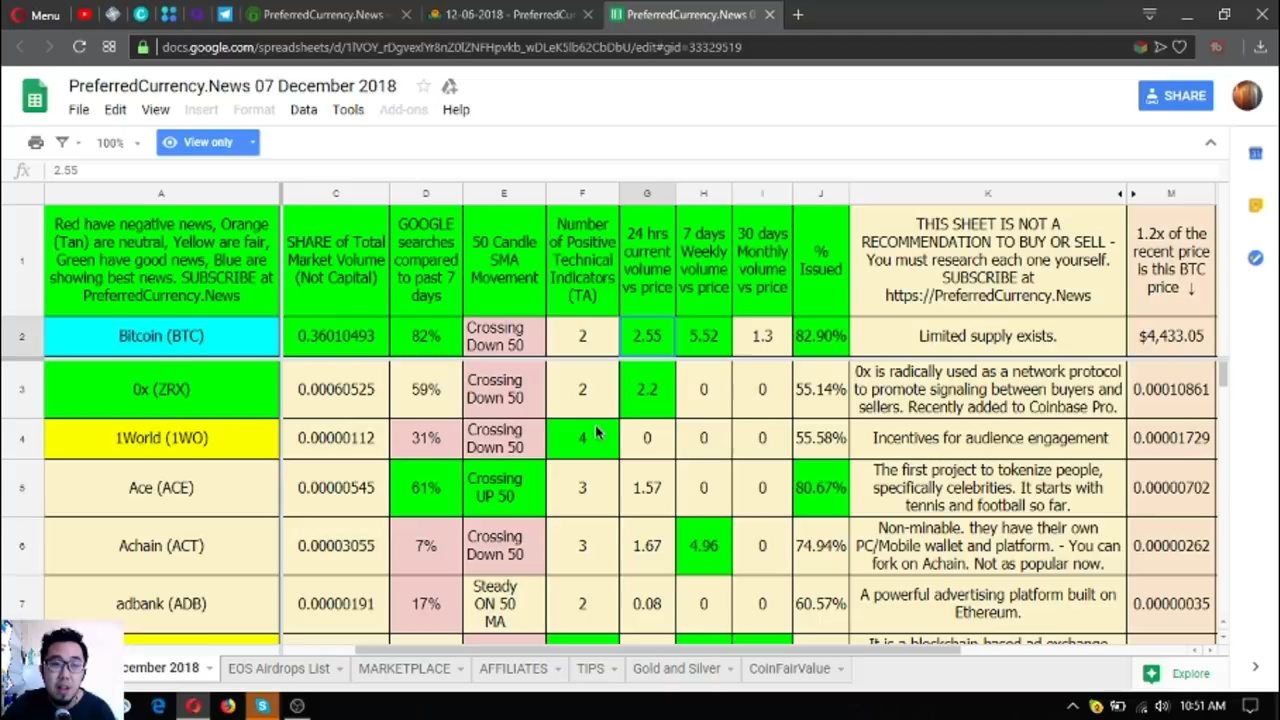 Menu
PreferredCurrency.News -
12-06-2018 - PreferredCu
PreferredCurrency.News 0
docs.google.com/spreadsheets/d/1lVOY_rDgvexlYr8nZ0lZNFHpvkb_wDLeK5lb62CbDbU/edit#gid=33329519
PreferredCurrency.News 07 December 2018
SHARE
File Edit View Insert Format Data Tools Add-ons Help
100% View only
fx 2.55
A C D E F G H I J K M
1
Red have negative news, Orange
(Tan) are neutral, Yellow are fair,
Green have good news, Blue are
showing best news. SUBSCRIBE at
PreferredCurrency.News
SHARE of Total
Market Volume
(Not Capital)
GOOGLE
searches
compared
to past 7
days
50 Candle
SMA
Movement
Number
of Positive
Technical
Indicators
(TA)
24 hrs
current
volume
vs price
7 days
Weekly
volume
vs price
30 days
Monthly
volume
vs price
%
Issued
THIS SHEET IS NOT A
RECOMMENDATION TO BUY OR SELL -
You must research each one yourself.
SUBSCRIBE at
https://PreferredCurrency.News
1.2x of the
recent price
is this BTC
price ↓
2
Bitcoin (BTC)
0.36010493
82%
Crossing
Down 50
2
2.55
5.52
1.3
82.90%
Limited supply exists.
$4,433.05
3
0x (ZRX)
0.00060525
59%
Crossing
Down 50
2
2.2
0
0
55.14%
0x is radically used as a network protocol
to promote signaling between buyers and
sellers. Recently added to Coinbase Pro.
0.00010861
4
1World (1WO)
0.00000112
31%
Crossing
Down 50
4
0
0
0
55.58%
Incentives for audience engagement
0.00001729
5
Ace (ACE)
0.00000545
61%
Crossing
UP 50
3
1.57
0
0
80.67%
The first project to tokenize people,
specifically celebrities. It starts with
tennis and football so far.
0.00000702
6
Achain (ACT)
0.00003055
7%
Crossing
Down 50
3
1.67
4.96
0
74.94%
Non-minable. they have their own
PC/Mobile wallet and platform. - You can
fork on Achain. Not as popular now.
0.00000262
7
adbank (ADB)
0.00000191
17%
Steady
ON 50
MA
2
0.08
0
0
60.57%
A powerful advertising platform built on
Ethereum.
0.00000035
It is a blockchain-based ad exchange
cember 2018 EOS Airdrops List MARKETPLACE AFFILIATES TIPS Gold and Silver CoinFairValue
Explore
10:51 AM